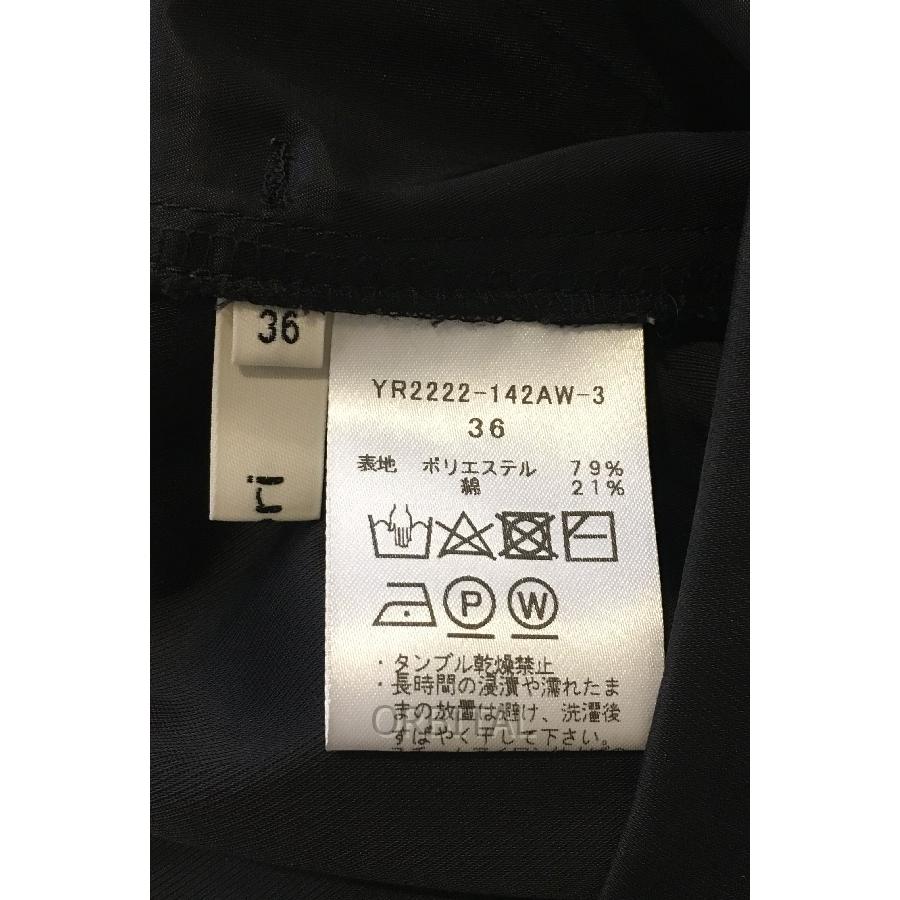 36
ri
YR2222-142AW-3
36
表地 ポリエステル 79%
綿 21%
P W
・タンブル乾燥禁止
・長時間の浸漬や濡れたま
まの放置は避け、洗濯後
すばやく干して下さい。
ORBITAL